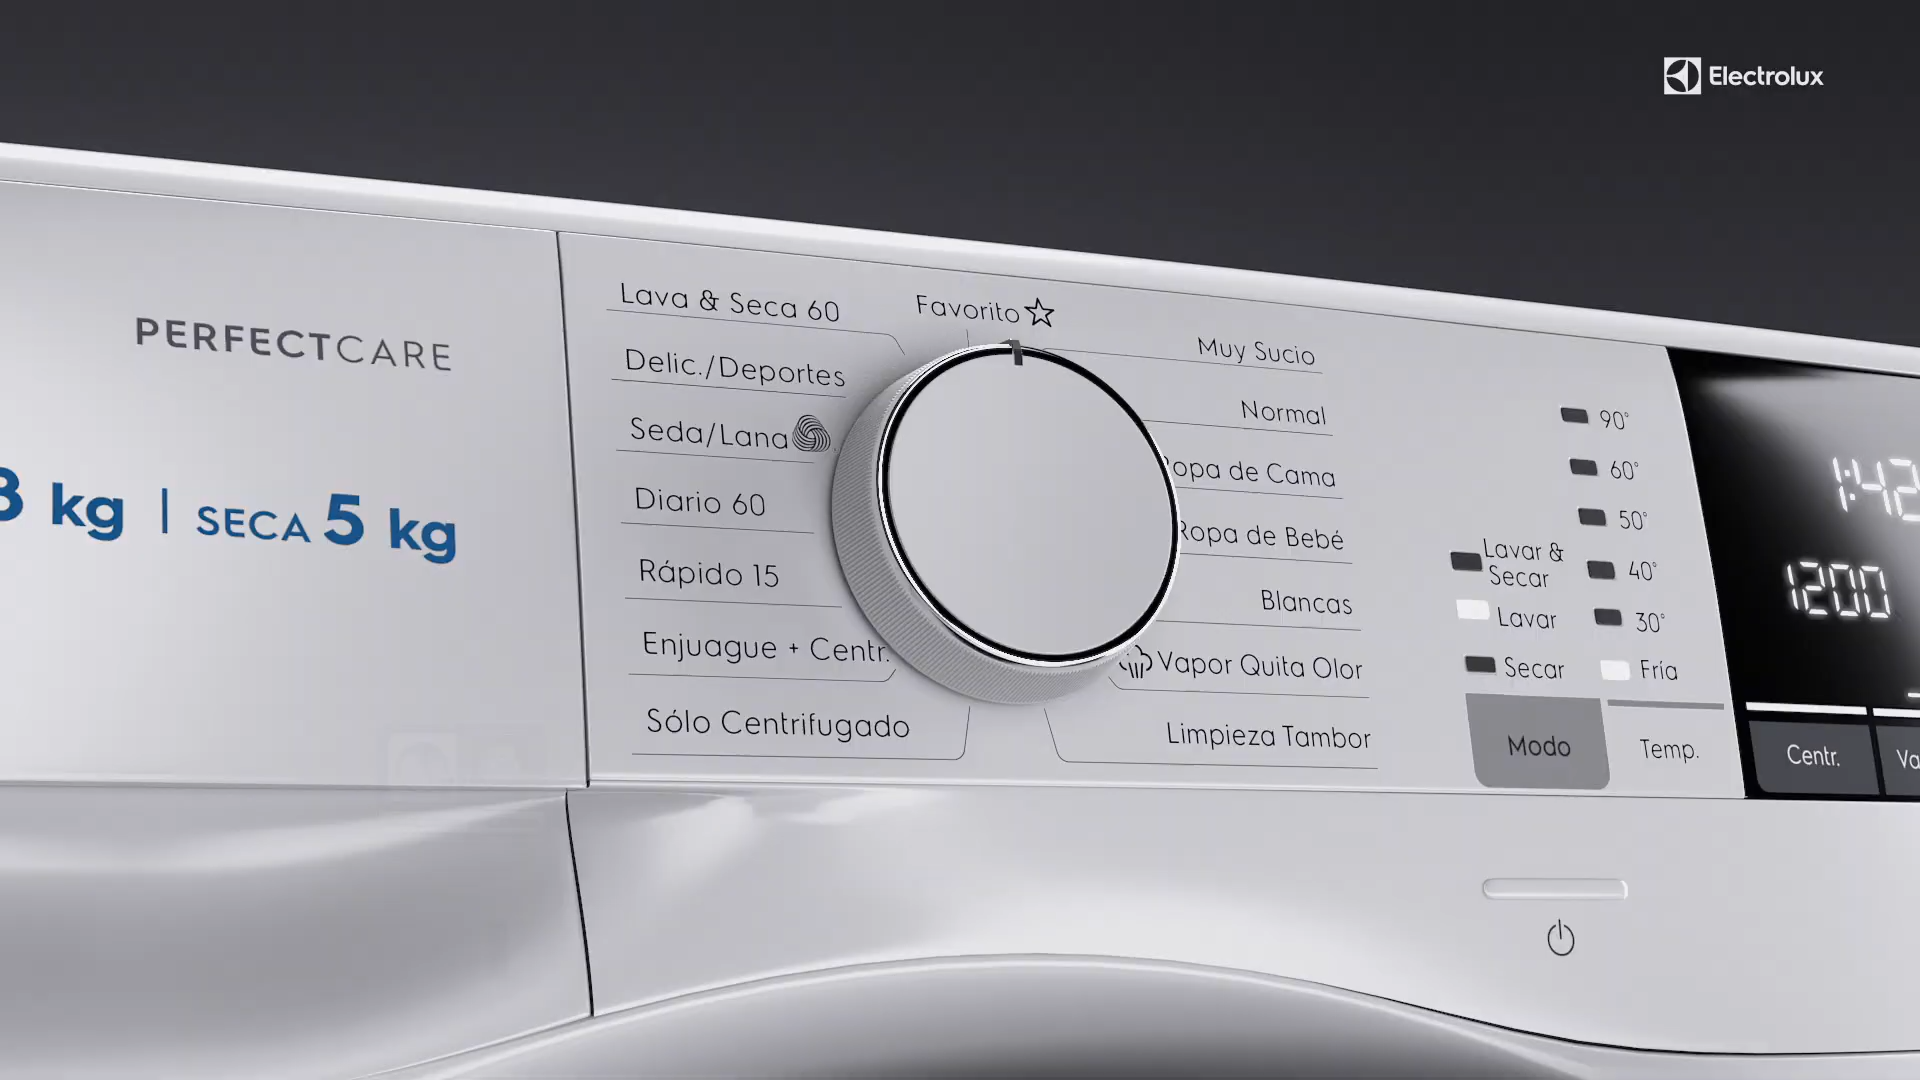 Electrolux
PERFECTCARE
kg | SECA 5 kg
Lava & Seca 60
Delic./Deportes
Seda/Lana
Diario 60
Rápido 15
Enjuague + Centr.
Sólo Centrifugado
Favorito
Muy Sucio
Normal
Ropa de Cama
Ropa de Bebé
Blancas
Vapor Quita Olor
Limpieza Tambor
Lavar &
Secar
Lavar
Secar
Modo
90°
60°
50°
40°
30°
Fría
Temp.
1:42
1200
Centr.